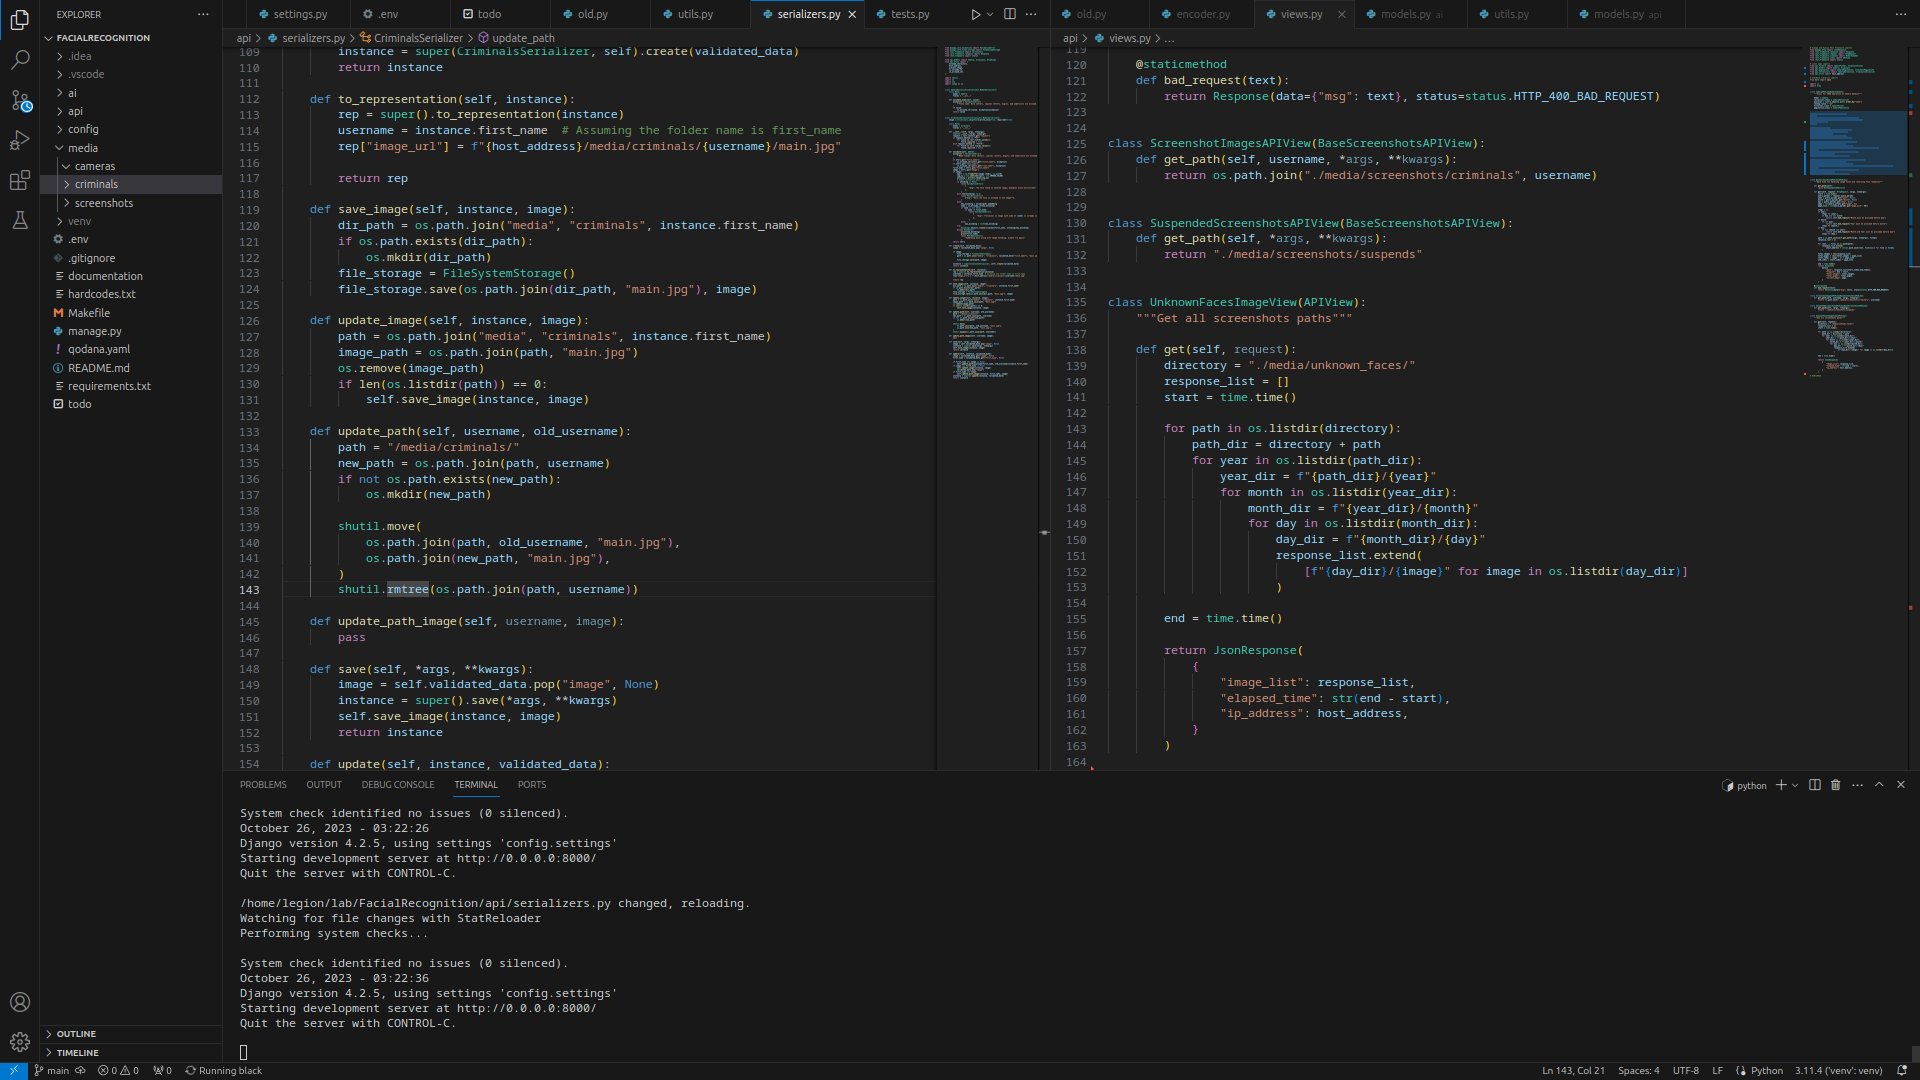 EXPLORER
FACIALRECOGNITION
.idea
.vscode
ai
api
config
media
cameras
criminals
screenshots
venv
.env
.gitignore
documentation
hardcodes.txt
Makefile
manage.py
qodana.yaml
README.md
requirements.txt
todo
OUTLINE
TIMELINE
settings.py
.env
todo
old.py
utils.py
serializers.py
tests.py
api > serializers.py > CriminalsSerializer > update_path
109 instance = super(CriminalsSerializer, self).create(validated_data)
110 return instance
111
112 def to_representation(self, instance):
113 rep = super().to_representation(instance)
114 username = instance.first_name  # Assuming the folder name is first_name
115 rep["image_url"] = f"{host_address}/media/criminals/{username}/main.jpg"
116
117 return rep
118
119 def save_image(self, instance, image):
120 dir_path = os.path.join("media", "criminals", instance.first_name)
121 if os.path.exists(dir_path):
122 os.mkdir(dir_path)
123 file_storage = FileSystemStorage()
124 file_storage.save(os.path.join(dir_path, "main.jpg"), image)
125
126 def update_image(self, instance, image):
127 path = os.path.join("media", "criminals", instance.first_name)
128 image_path = os.path.join(path, "main.jpg")
129 os.remove(image_path)
130 if len(os.listdir(path)) == 0:
131 self.save_image(instance, image)
132
133 def update_path(self, username, old_username):
134 path = "/media/criminals/"
135 new_path = os.path.join(path, username)
136 if not os.path.exists(new_path):
137 os.mkdir(new_path)
138
139 shutil.move(
140 os.path.join(path, old_username, "main.jpg"),
141 os.path.join(new_path, "main.jpg"),
142 )
143 shutil.rmtree(os.path.join(path, username))
144
145 def update_path_image(self, username, image):
146 pass
147
148 def save(self, *args, **kwargs):
149 image = self.validated_data.pop("image", None)
150 instance = super().save(*args, **kwargs)
151 self.save_image(instance, image)
152 return instance
153
154 def update(self, instance, validated_data):
old.py
encoder.py
views.py
models.py ai
utils.py
models.py api
api > views.py > ...
119
120 @staticmethod
121 def bad_request(text):
122 return Response(data={"msg": text}, status=status.HTTP_400_BAD_REQUEST)
123
124
125 class ScreenshotImagesAPIView(BaseScreenshotsAPIView):
126 def get_path(self, username, *args, **kwargs):
127 return os.path.join("./media/screenshots/criminals", username)
128
129
130 class SuspendedScreenshotsAPIView(BaseScreenshotsAPIView):
131 def get_path(self, *args, **kwargs):
132 return "./media/screenshots/suspends"
133
134
135 class UnknownFacesImageView(APIView):
136 """Get all screenshots paths"""
137
138 def get(self, request):
139 directory = "./media/unknown_faces/"
140 response_list = []
141 start = time.time()
142
143 for path in os.listdir(directory):
144 path_dir = directory + path
145 for year in os.listdir(path_dir):
146 year_dir = f"{path_dir}/{year}"
147 for month in os.listdir(year_dir):
148 month_dir = f"{year_dir}/{month}"
149 for day in os.listdir(month_dir):
150 day_dir = f"{month_dir}/{day}"
151 response_list.extend(
152 [f"{day_dir}/{image}" for image in os.listdir(day_dir)]
153 )
154
155 end = time.time()
156
157 return JsonResponse(
158 {
159 "image_list": response_list,
160 "elapsed_time": str(end - start),
161 "ip_address": host_address,
162 }
163 )
164
PROBLEMS OUTPUT DEBUG CONSOLE TERMINAL PORTS
python
System check identified no issues (0 silenced).
October 26, 2023 - 03:22:26
Django version 4.2.5, using settings 'config.settings'
Starting development server at http://0.0.0.0:8000/
Quit the server with CONTROL-C.
/home/legion/lab/FacialRecognition/api/serializers.py changed, reloading.
Watching for file changes with StatReloader
Performing system checks...
System check identified no issues (0 silenced).
October 26, 2023 - 03:22:36
Django version 4.2.5, using settings 'config.settings'
Starting development server at http://0.0.0.0:8000/
Quit the server with CONTROL-C.
main 0 0 0 Running black
Ln 143, Col 21 Spaces: 4 UTF-8 LF Python 3.11.4 ('venv': venv)